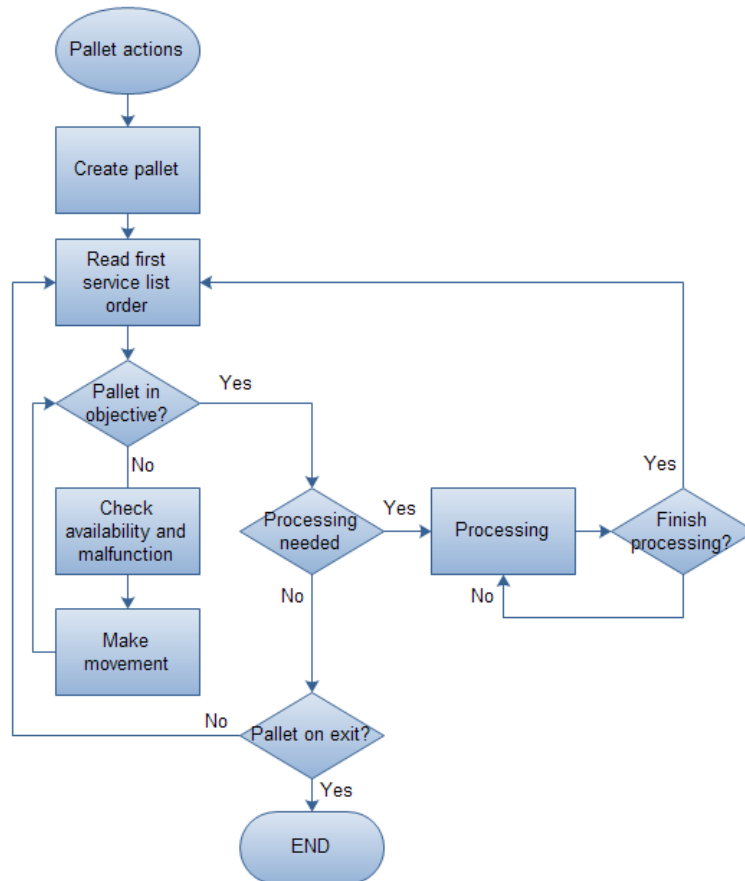 Pallet actions
Create pallet
Read first
service list
order
Pallet in
objective?
Yes
No
Check
availability and
malfunction
Make
movement
Processing
needed
Yes
Processing
Finish
processing?
Yes
No
No
Pallet on exit?
No
Yes
END